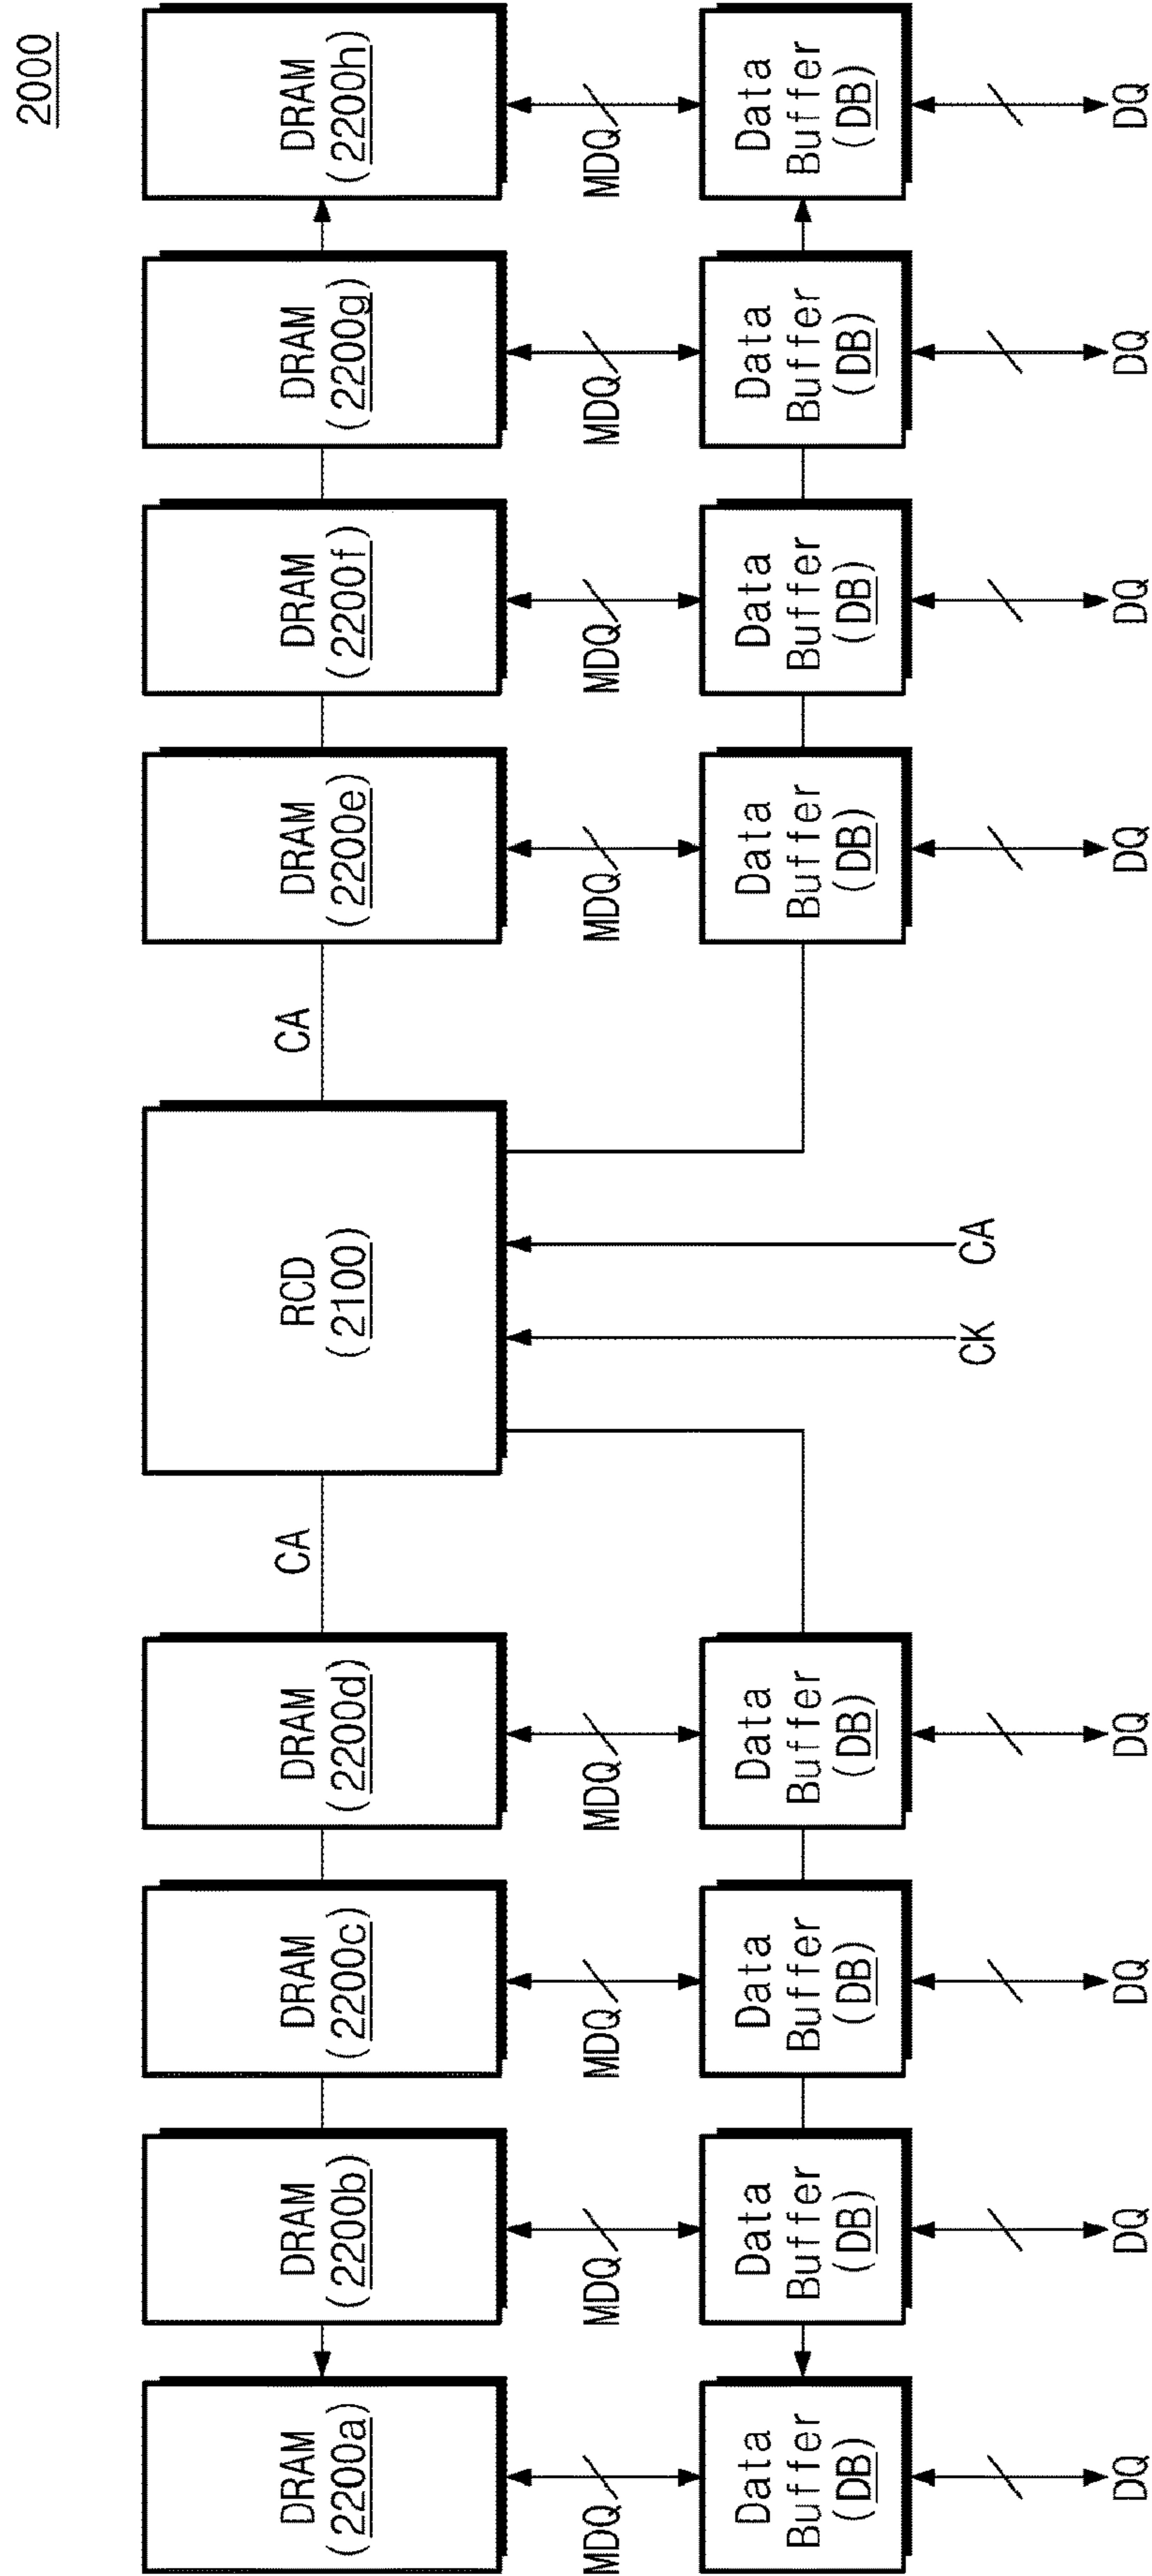 2000
DRAM
(2200a)
DRAM
(2200b)
DRAM
(2200c)
DRAM
(2200d)
CA
RCD
(2100)
CA
DRAM
(2200e)
DRAM
(2200f)
DRAM
(2200g)
DRAM
(2200h)
MDQ
MDQ
MDQ
MDQ
MDQ
MDQ
MDQ
MDQ
Data
Buffer
(DB)
Data
Buffer
(DB)
Data
Buffer
(DB)
Data
Buffer
(DB)
Data
Buffer
(DB)
Data
Buffer
(DB)
Data
Buffer
(DB)
Data
Buffer
(DB)
CK
CA
DQ
DQ
DQ
DQ
DQ
DQ
DQ
DQ